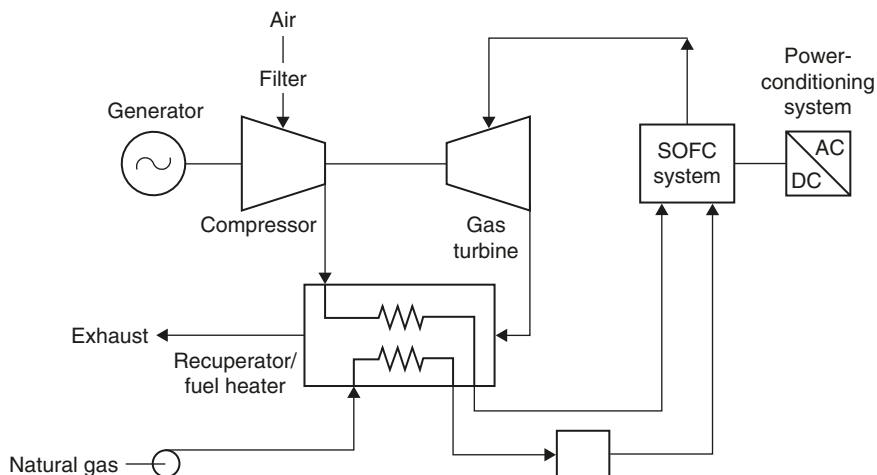 Air
Filter
Generator
Compressor
Gas
turbine
SOFC
system
Power-
conditioning
system
AC
DC
Exhaust
Recuperator/
fuel heater
Natural gas